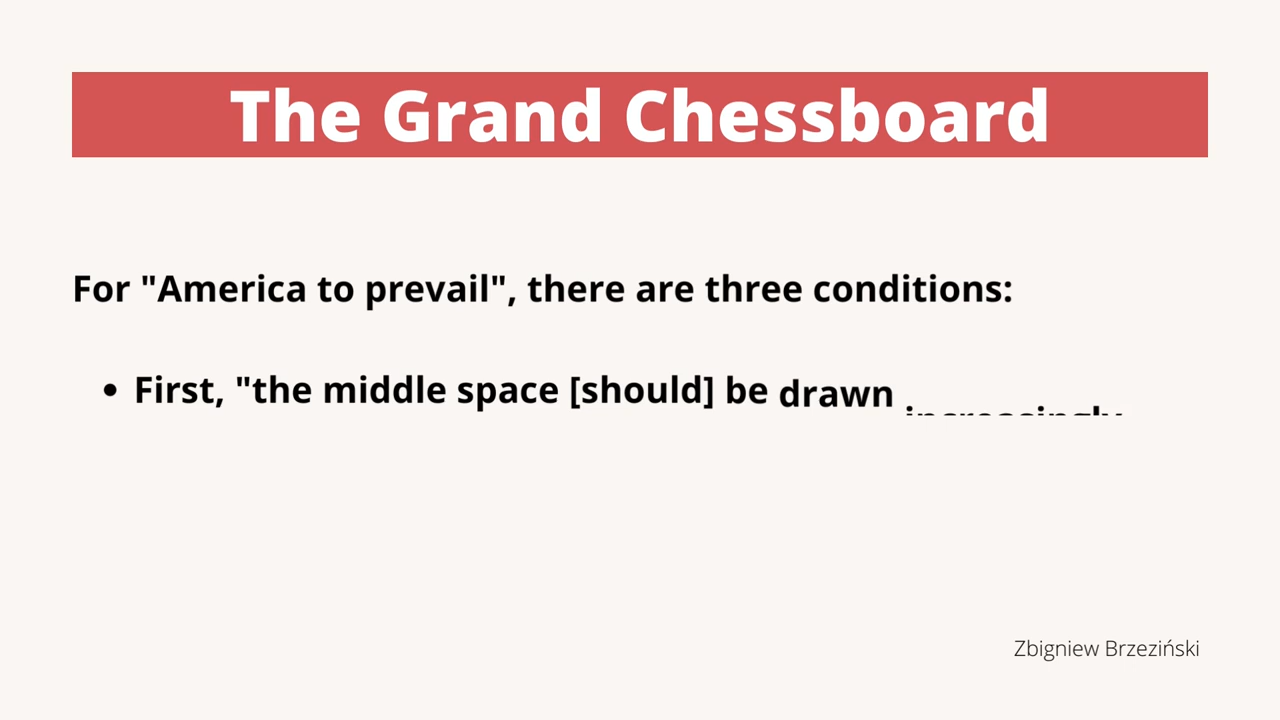 The Grand Chessboard
For "America to prevail", there are three conditions:
• First, "the middle space [should] be drawn increasingly
Zbigniew Brzeziński